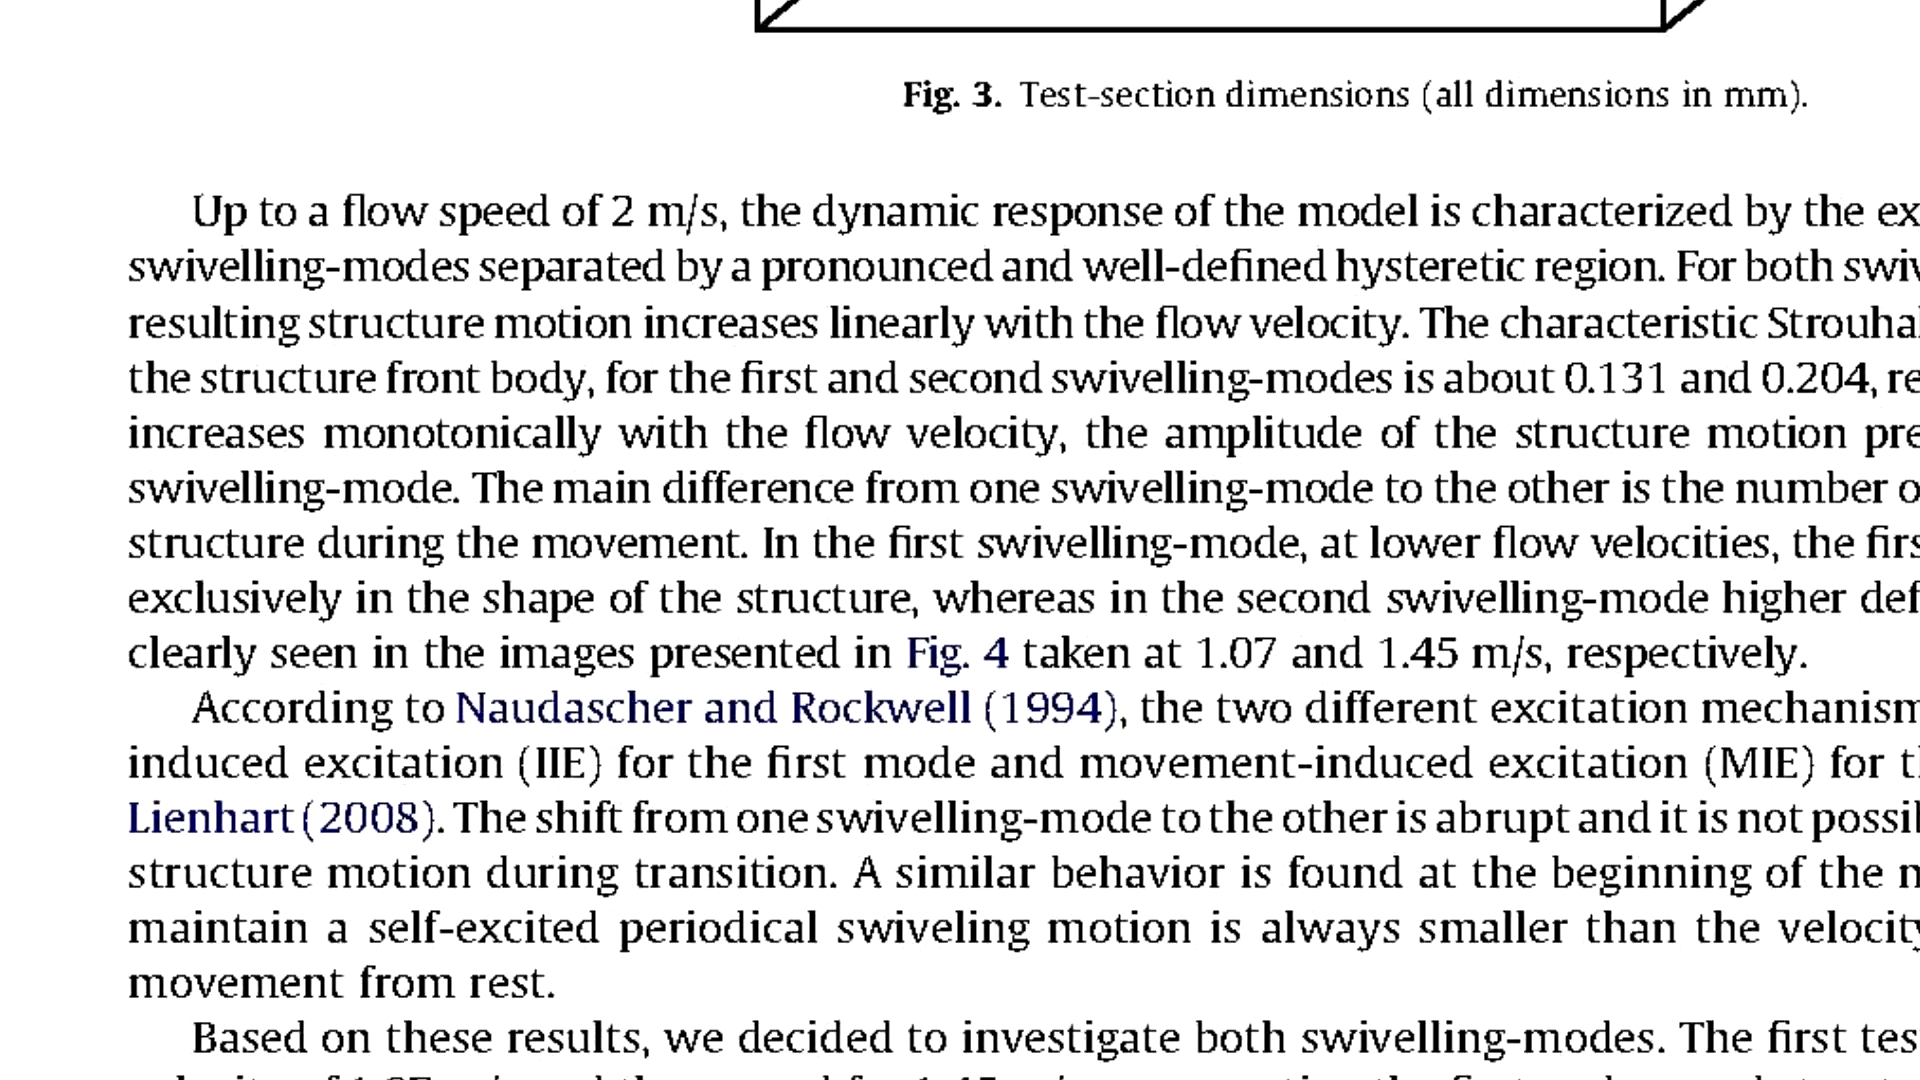 Fig. 3. Test-section dimensions (all dimensions in mm).
Up to a flow speed of 2 m/s, the dynamic response of the model is characterized by the ex
swivelling-modes separated by a pronounced and well-defined hysteretic region. For both swiv
resulting structure motion increases linearly with the flow velocity. The characteristic Strouhal
the structure front body, for the first and second swivelling-modes is about 0.131 and 0.204, re
increases monotonically with the flow velocity, the amplitude of the structure motion pre
swivelling-mode. The main difference from one swivelling-mode to the other is the number o
structure during the movement. In the first swivelling-mode, at lower flow velocities, the firs
exclusively in the shape of the structure, whereas in the second swivelling-mode higher def
clearly seen in the images presented in Fig. 4 taken at 1.07 and 1.45 m/s, respectively.
According to Naudascher and Rockwell (1994), the two different excitation mechanism
induced excitation (IIE) for the first mode and movement-induced excitation (MIE) for t
Lienhart (2008). The shift from one swivelling-mode to the other is abrupt and it is not possi
structure motion during transition. A similar behavior is found at the beginning of the
maintain a self-excited periodical swiveling motion is always smaller than the velocity
movement from rest.
Based on these results, we decided to investigate both swivelling-modes. The first tes